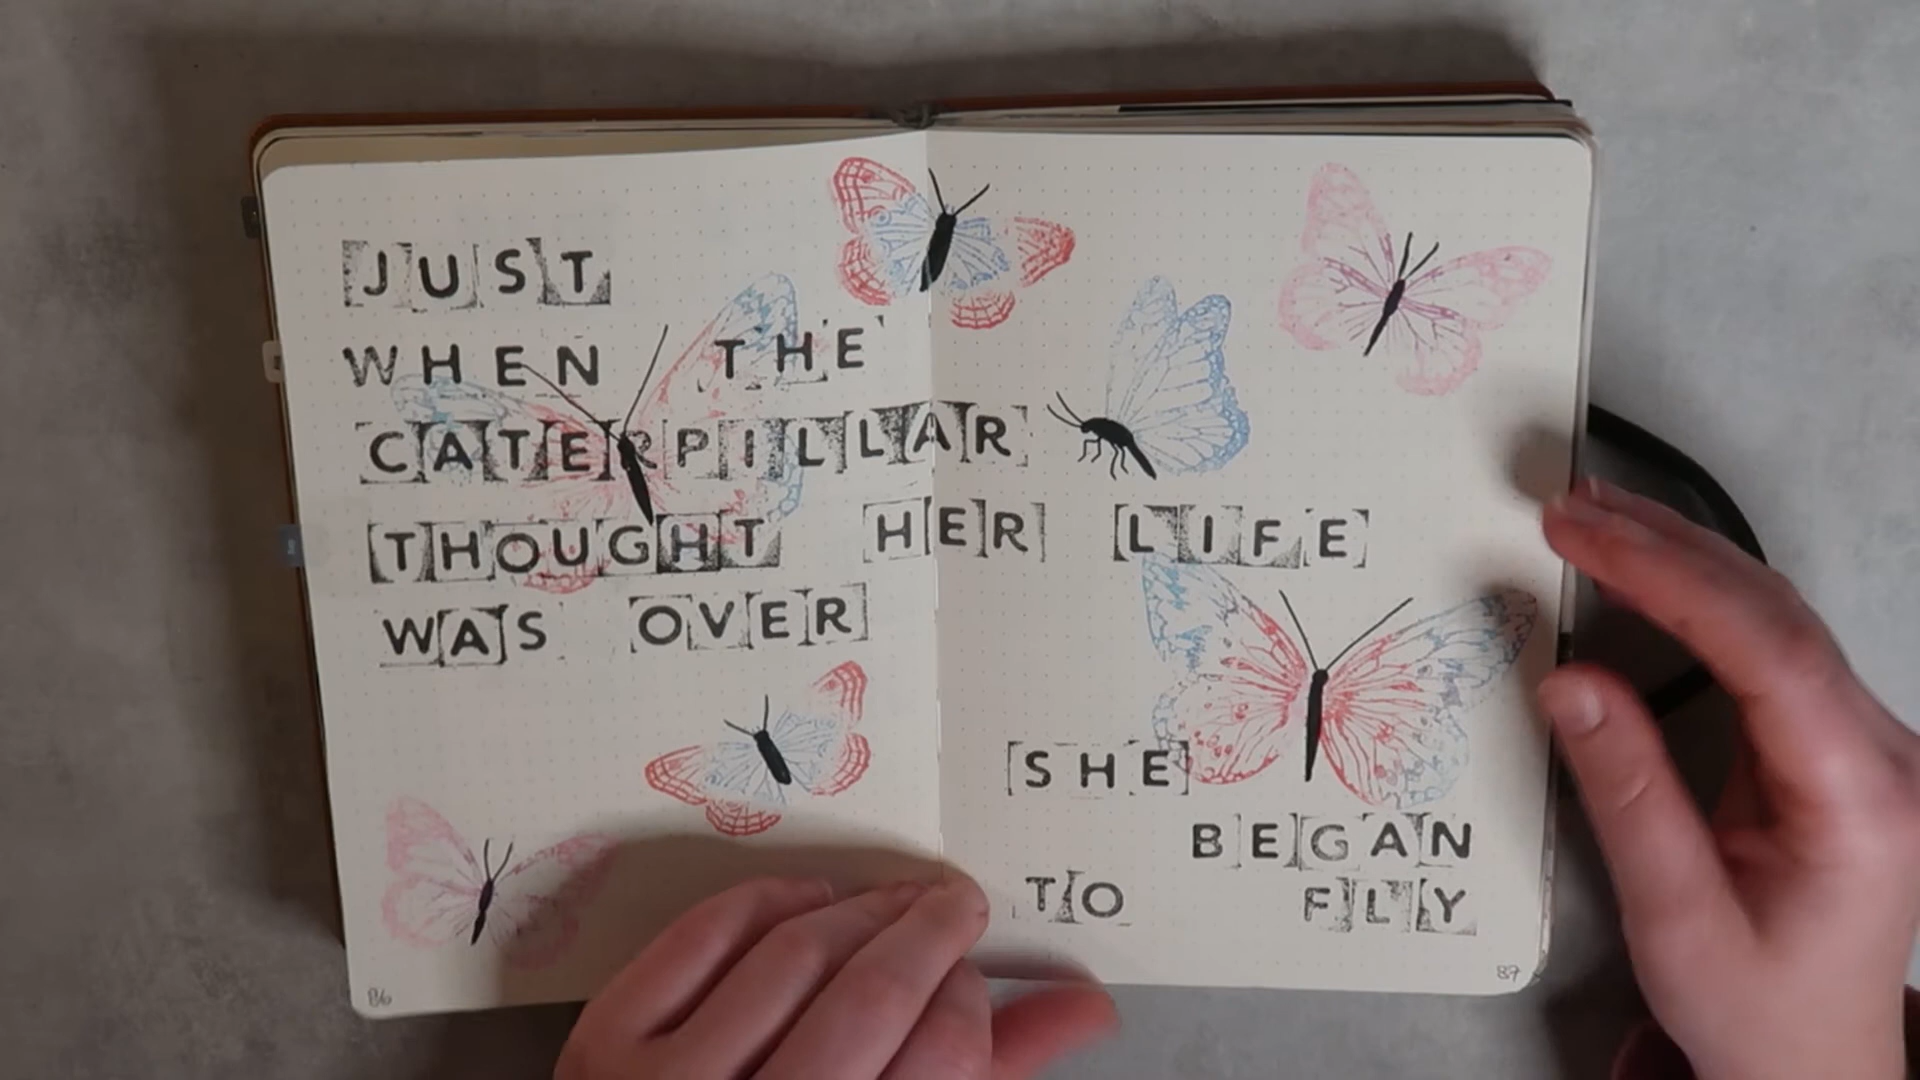 JUST
WHEN THE
CATERPILLAR
THOUGHT HER LIFE
WAS OVER
SHE
BEGAN
TO FLY
86
87